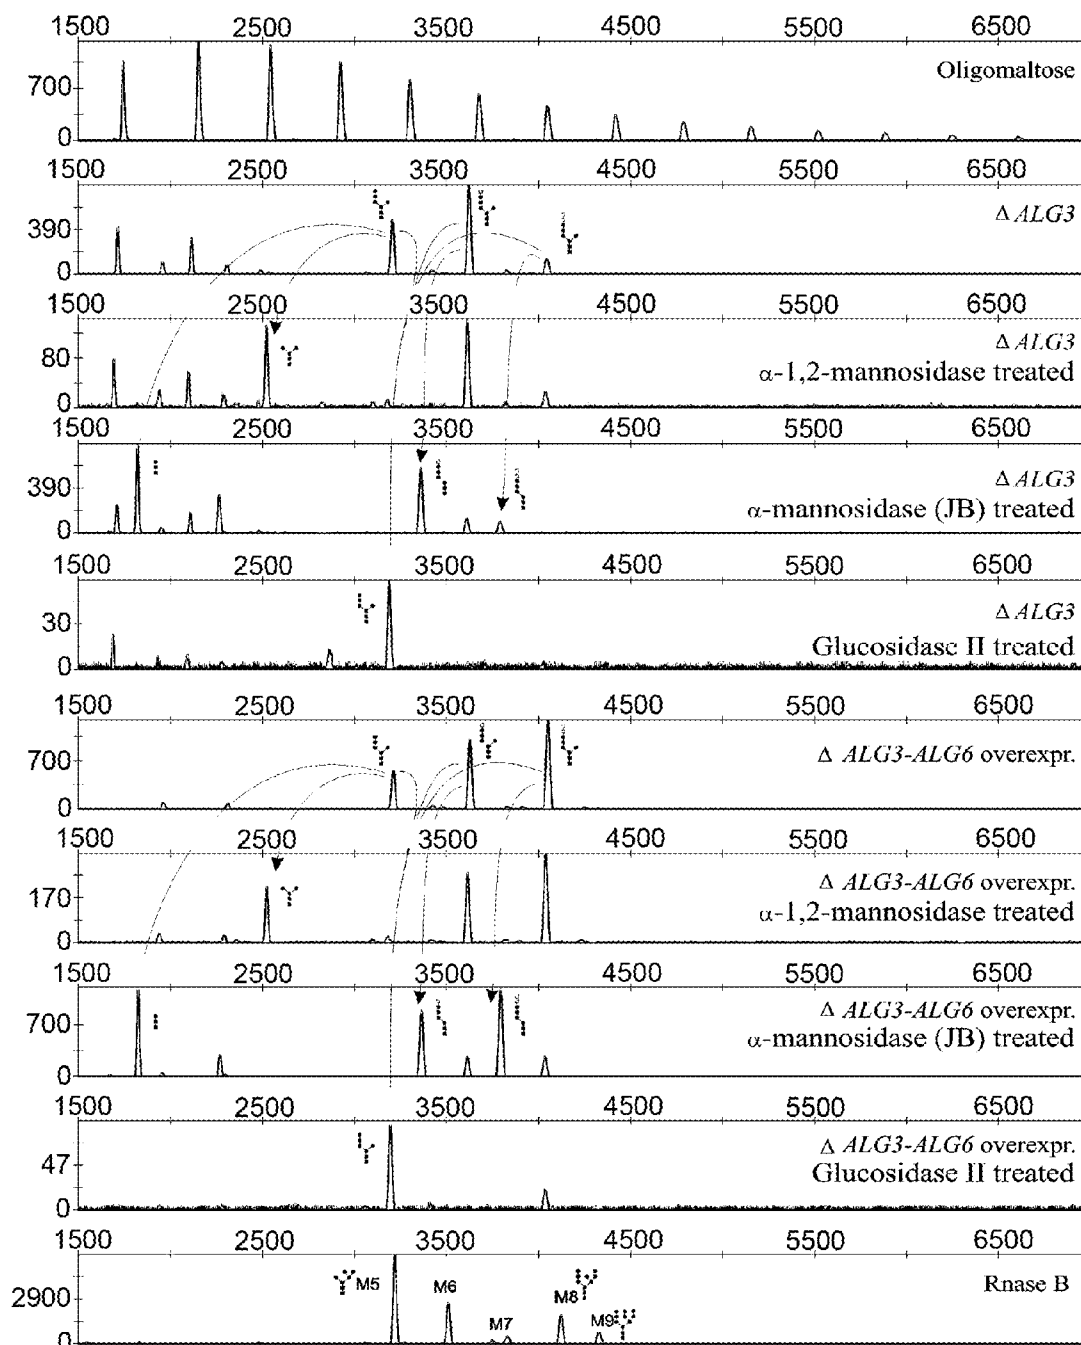 1500 2500 3500 4500 5500 6500
Oligomaltose
700
0
1500 2500 3500 4500 5500 6500
Δ ALG3
390
0
1500 2500 3500 4500 5500 6500
Δ ALG3
α-1,2-mannosidase treated
80
0
1500 2500 3500 4500 5500 6500
Δ ALG3
390
α-mannosidase (JB) treated
0
1500 2500 3500 4500 5500 6500
Δ ALG3
30
Glucosidase II treated
0
1500 2500 3500 4500 5500 6500
Δ ALG3-ALG6 overexpr.
700
0
1500 2500 3500 4500 5500 6500
Δ ALG3-ALG6 overexpr.
170
α-1,2-mannosidase treated
0
1500 2500 3500 4500 5500 6500
Δ ALG3-ALG6 overexpr.
700
α-mannosidase (JB) treated
0
1500 2500 3500 4500 5500 6500
Δ ALG3-ALG6 overexpr.
47
Glucosidase II treated
0
1500 2500 3500 4500 5500 6500
M5 M6 M7 M8 M9
Rnase B
2900
0